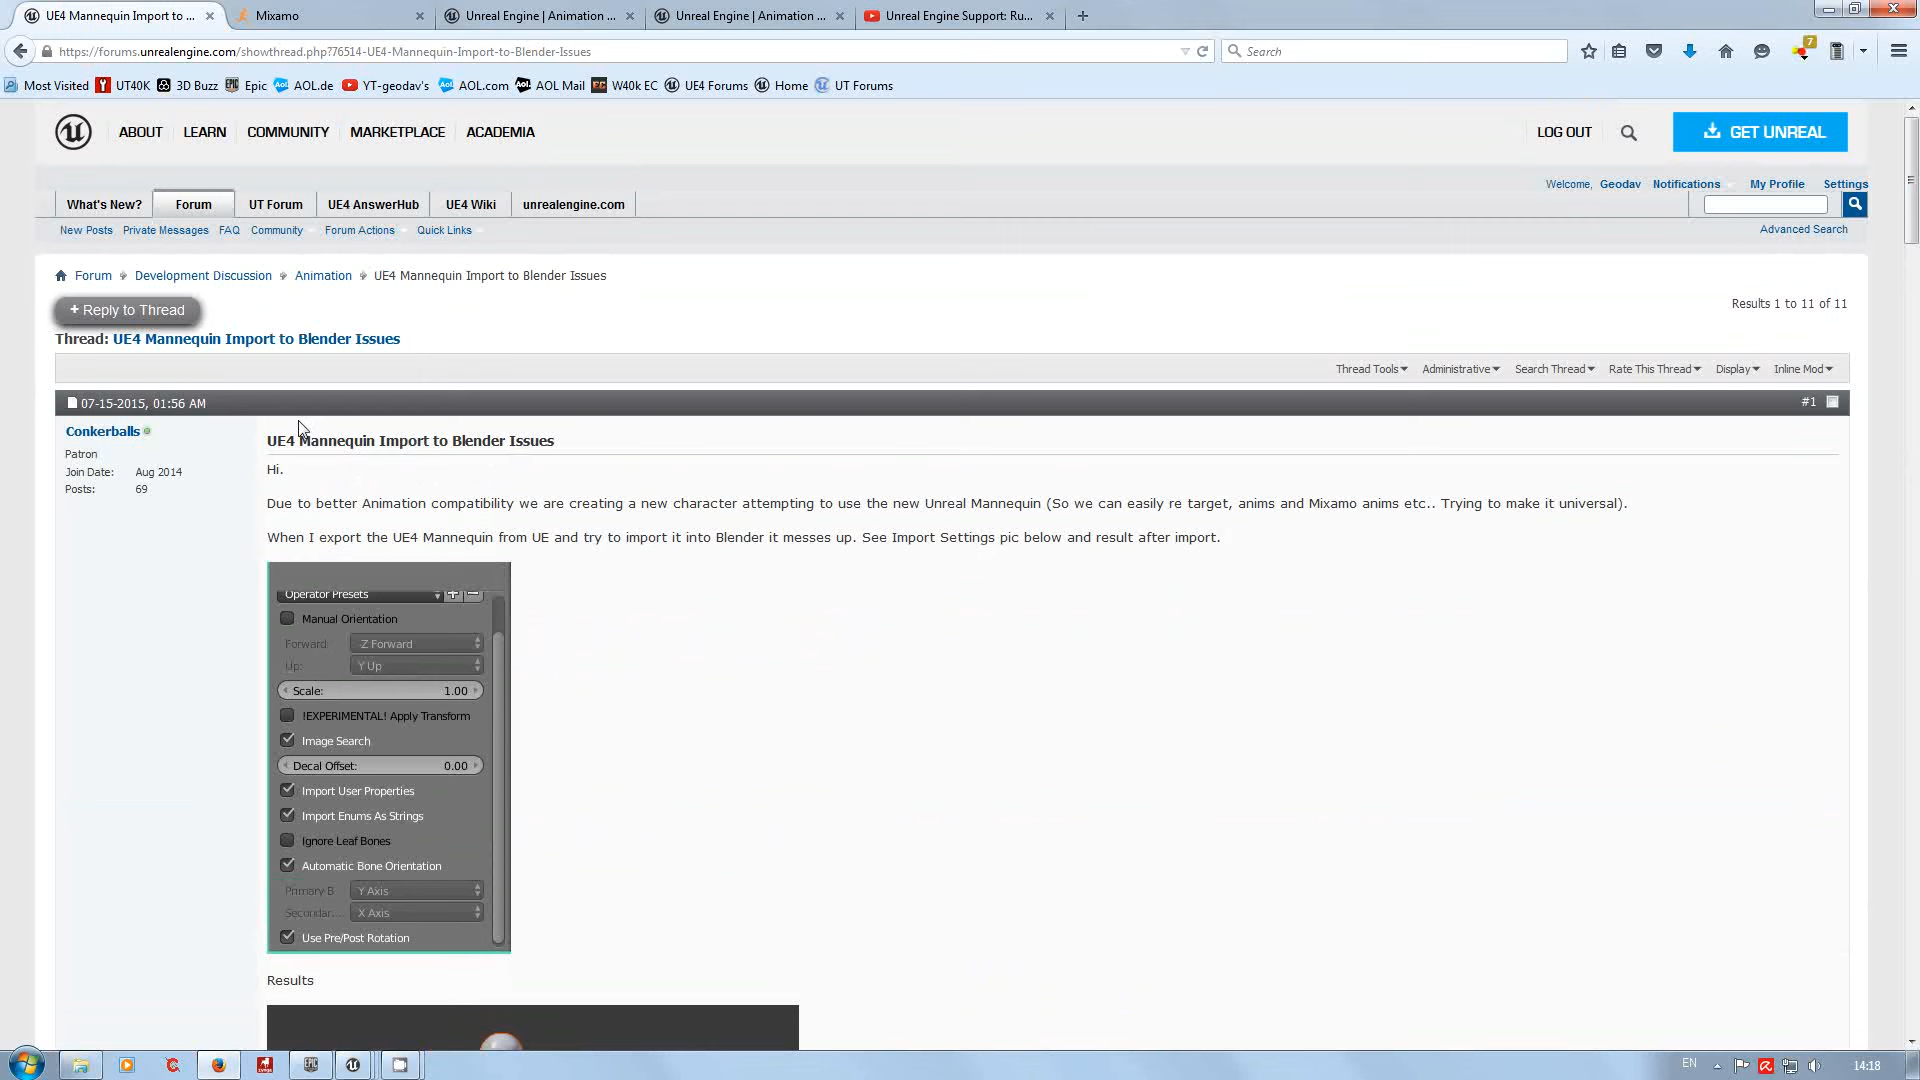 UE4 Mannequin Import to ...
Mixamo
Unreal Engine | Animation ...
Unreal Engine | Animation ...
Unreal Engine Support: Ru...
https://forums.unrealengine.com/showthread.php?76514-UE4-Mannequin-Import-to-Blender-Issues
Search
7
Most Visited
UT40K
3D Buzz
Epic
AOL.de
YT-geodav's
AOL.com
AOL Mail
W40k EC
UE4 Forums
Home
UT Forums
ABOUT
LEARN
COMMUNITY
MARKETPLACE
ACADEMIA
LOG OUT
GET UNREAL
Welcome, Geodav
Notifications
My Profile
Settings
What's New?
Forum
UT Forum
UE4 AnswerHub
UE4 Wiki
unrealengine.com
New Posts
Private Messages
FAQ
Community
Forum Actions
Quick Links
Advanced Search
Forum
Development Discussion
Animation
UE4 Mannequin Import to Blender Issues
+ Reply to Thread
Results 1 to 11 of 11
Thread: UE4 Mannequin Import to Blender Issues
Thread Tools
Administrative
Search Thread
Rate This Thread
Display
Inline Mod
07-15-2015, 01:56 AM
#1
Conkerballs
Patron
Join Date: Aug 2014
Posts: 69
UE4 Mannequin Import to Blender Issues
Hi.
Due to better Animation compatibility we are creating a new character attempting to use the new Unreal Mannequin (So we can easily re target, anims and Mixamo anims etc.. Trying to make it universal).
When I export the UE4 Mannequin from UE and try to import it into Blender it messes up. See Import Settings pic below and result after import.
Operator Presets
Manual Orientation
Forward: -Z Forward
Up: Y Up
Scale: 1.00
!EXPERIMENTAL! Apply Transform
Image Search
Decal Offset: 0.00
Import User Properties
Import Enums As Strings
Ignore Leaf Bones
Automatic Bone Orientation
Primary B Y Axis
Secondar... X Axis
Use Pre/Post Rotation
Results
EN
14:18